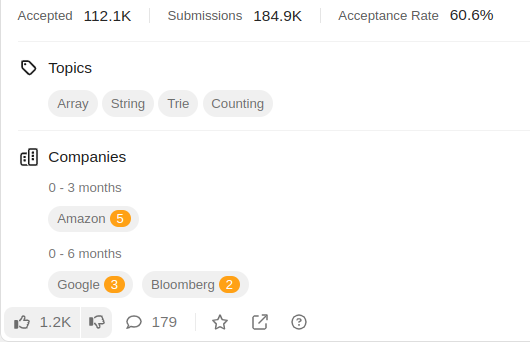 Accepted 112.1K Submissions 184.9K Acceptance Rate 60.6%
Topics
Array String Trie Counting
Companies
0 - 3 months
Amazon 5
0 - 6 months
Google 3 Bloomberg 2
1.2K 179